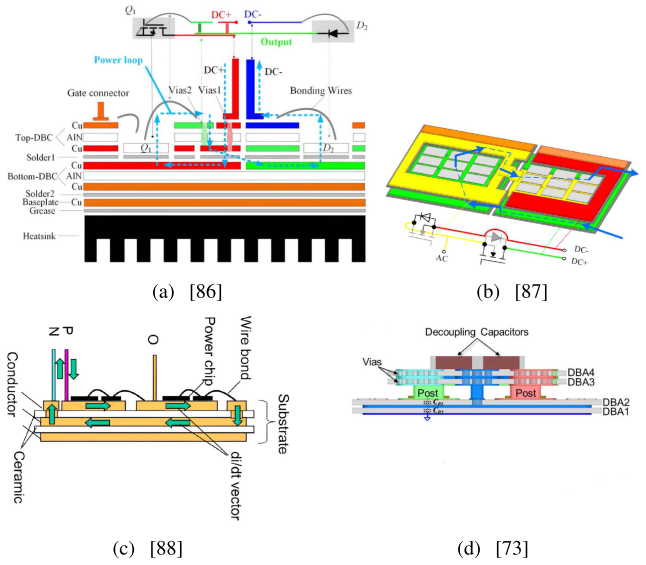 Q1
DC+
DC-
D2
Output
Power loop
DC+
DC-
Vias2
Vias1
Bonding Wires
Gate connector
Cu
Top-DBC
AlN
Q1
D2
Cu
Solder1
Cu
Bottom-DBC
AlN
Solder2
Cu
Baseplate
Cu
Grease
Heatsink
AC
DC-
DC+
(a) [86]
(b) [87]
N
P
O
Power chip
Wire bond
Conductor
Ceramic
di/dt vector
Substrate
Decoupling Capacitors
Vias
DBA4
DBA3
Post
Post
DBA2
DBA1
CP1
(c) [88]
(d) [73]